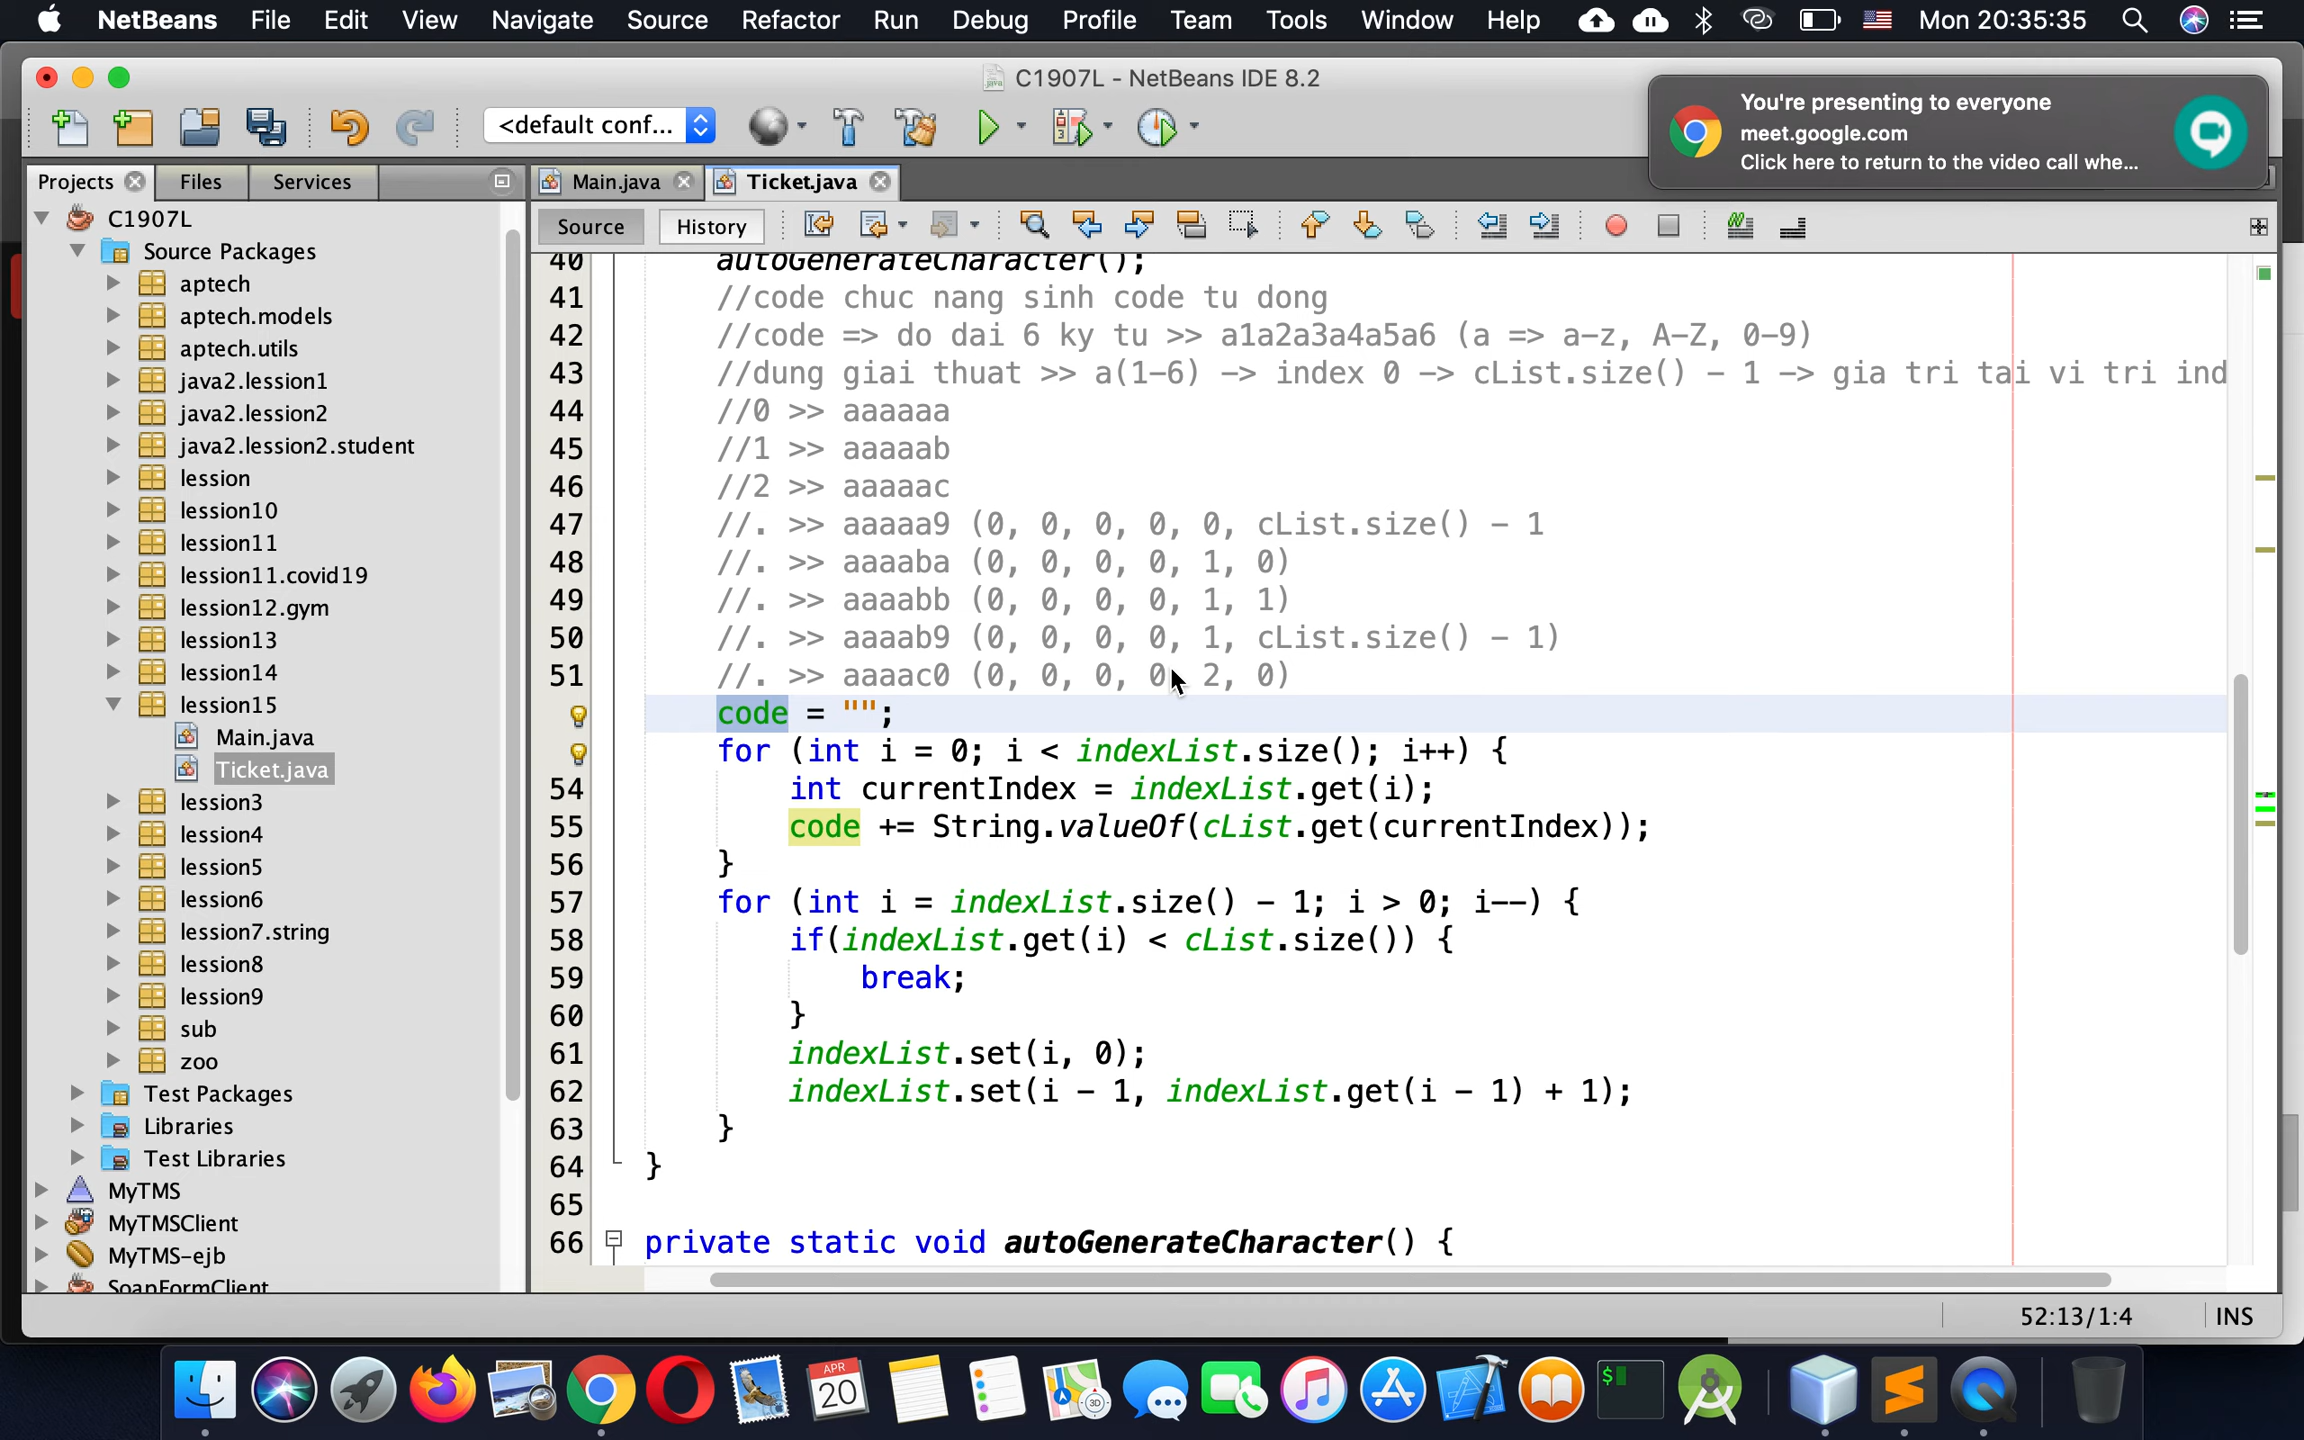 NetBeans File Edit View Navigate Source Refactor Run Debug Profile Team Tools Window Help Mon 20:35:35
C1907L - NetBeans IDE 8.2
<default conf...
You're presenting to everyone
meet.google.com
Click here to return to the video call whe...
Projects Files Services
Main.java Ticket.java
Source History
C1907L
Source Packages
aptech
aptech.models
aptech.utils
java2.lession1
java2.lession2
java2.lession2.student
lession
lession10
lession11
lession11.covid19
lession12.gym
lession13
lession14
lession15
Main.java
Ticket.java
lession3
lession4
lession5
lession6
lession7.string
lession8
lession9
sub
zoo
Test Packages
Libraries
Test Libraries
MyTMS
MyTMSClient
MyTMS-ejb
SoapFormClient
40 autoGenerateCharacter();
41 //code chuc nang sinh code tu dong
42 //code => do dai 6 ky tu >> a1a2a3a4a5a6 (a => a-z, A-Z, 0-9)
43 //dung giai thuat >> a(1-6) -> index 0 -> cList.size() - 1 -> gia tri tai vi tri ind
44 //0 >> aaaaaa
45 //1 >> aaaaab
46 //2 >> aaaaac
47 //. >> aaaaa9 (0, 0, 0, 0, 0, cList.size() - 1
48 //. >> aaaaba (0, 0, 0, 0, 1, 0)
49 //. >> aaaabb (0, 0, 0, 0, 1, 1)
50 //. >> aaaab9 (0, 0, 0, 0, 1, cList.size() - 1)
51 //. >> aaaac0 (0, 0, 0, 0, 2, 0)
code = "";
for (int i = 0; i < indexList.size(); i++) {
54 int currentIndex = indexList.get(i);
55 code += String.valueOf(cList.get(currentIndex));
56 }
57 for (int i = indexList.size() - 1; i > 0; i--) {
58 if(indexList.get(i) < cList.size()) {
59 break;
60 }
61 indexList.set(i, 0);
62 indexList.set(i - 1, indexList.get(i - 1) + 1);
63 }
64 }
65
66 private static void autoGenerateCharacter() {
52:13/1:4 INS
APR
20
3D
$